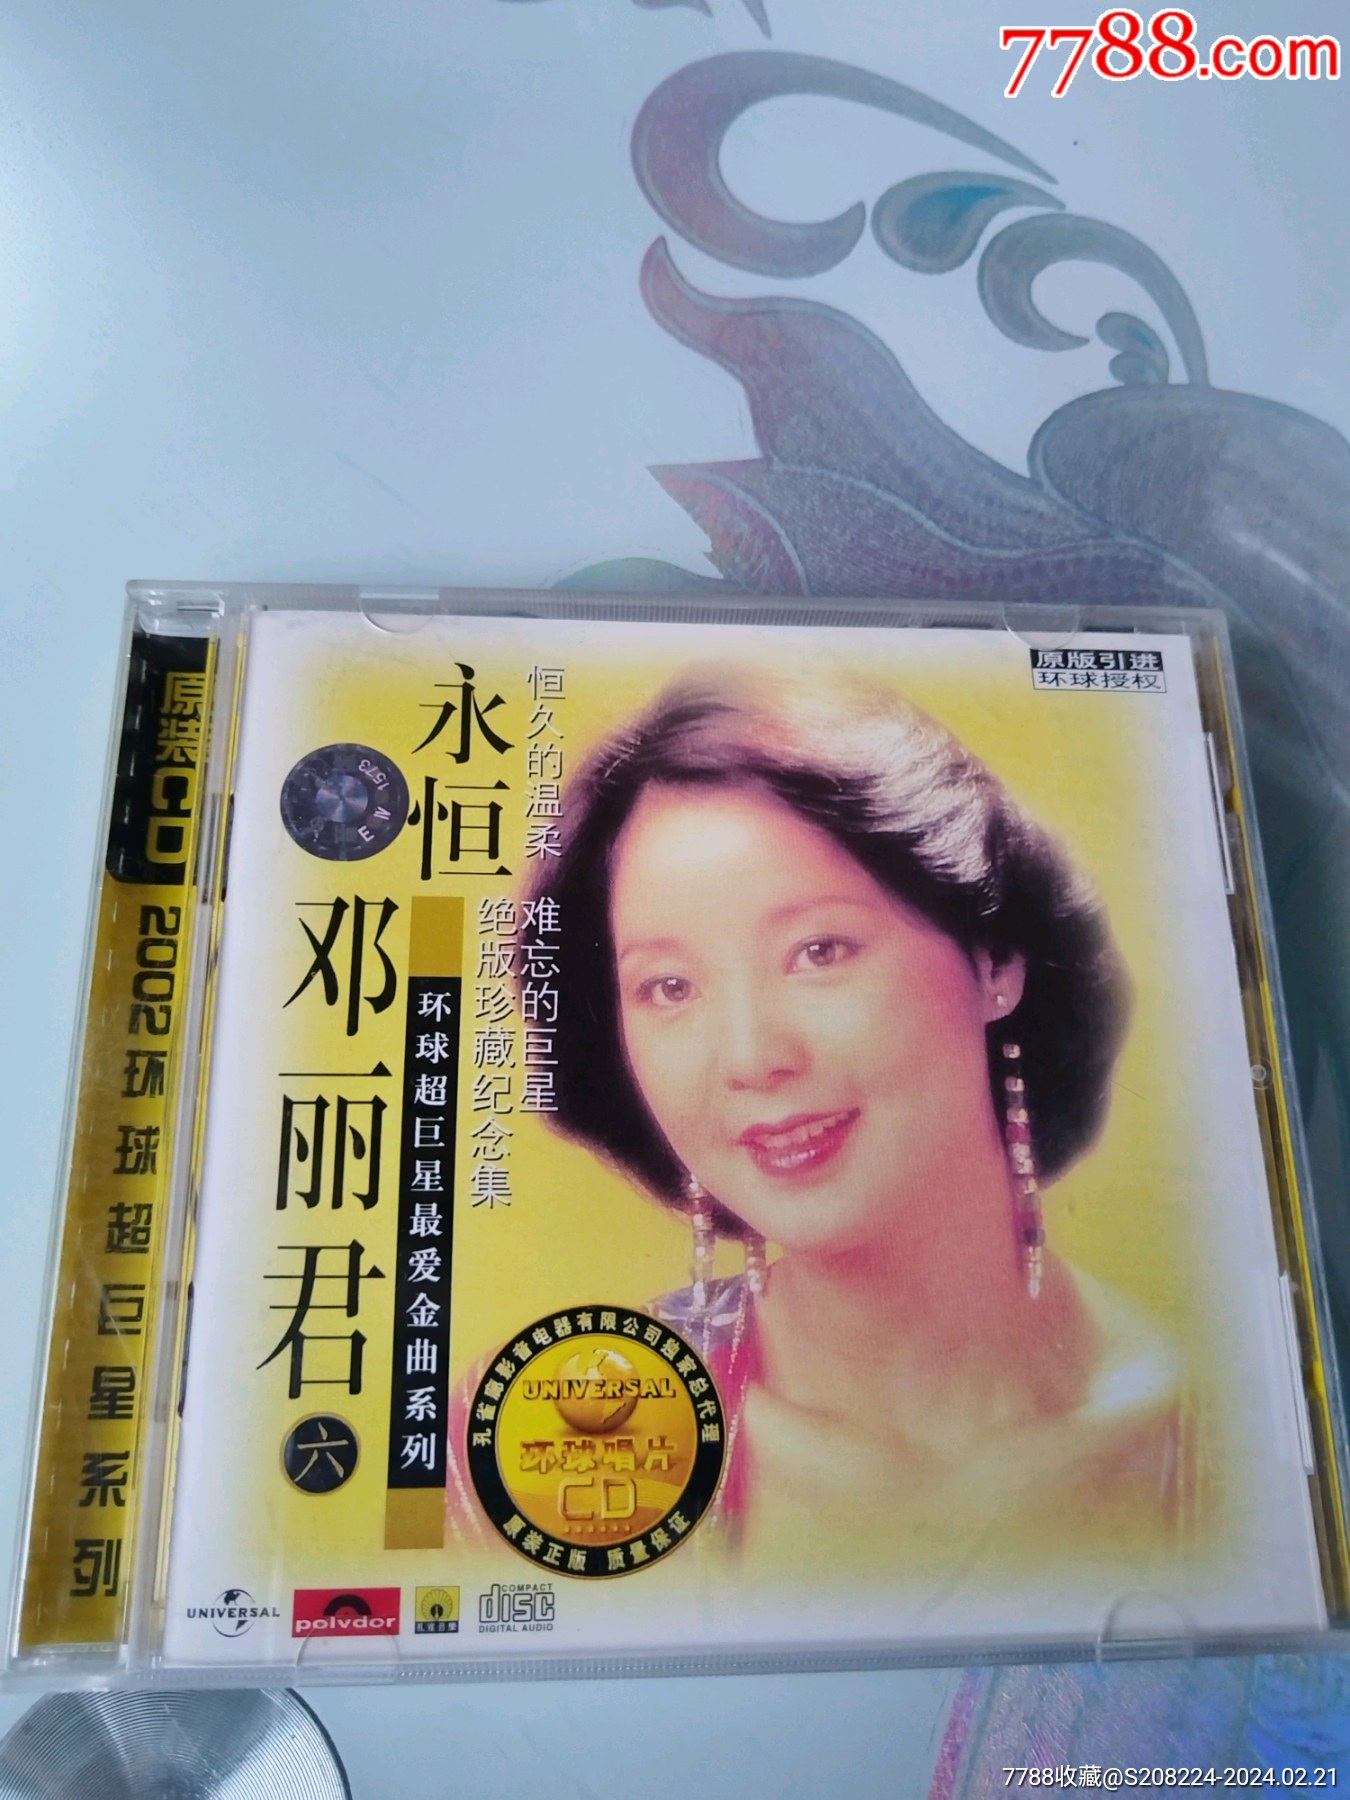 7788.com
原装CD
2002环球超巨星系列
原版引进
环球授权
永恒
邓丽君
六
恒久的温柔
难忘的巨星
绝版珍藏纪念集
环球超巨星最爱金曲系列
EN 1573
孔雀廊影音电器有限公司独家总代理
UNIVERSAL
环球唱片
CD
原装正版 质量保证
UNIVERSAL
polydor
COMPACT
disc
DIGITAL AUDIO
7788收藏@S208224-2024.02.21